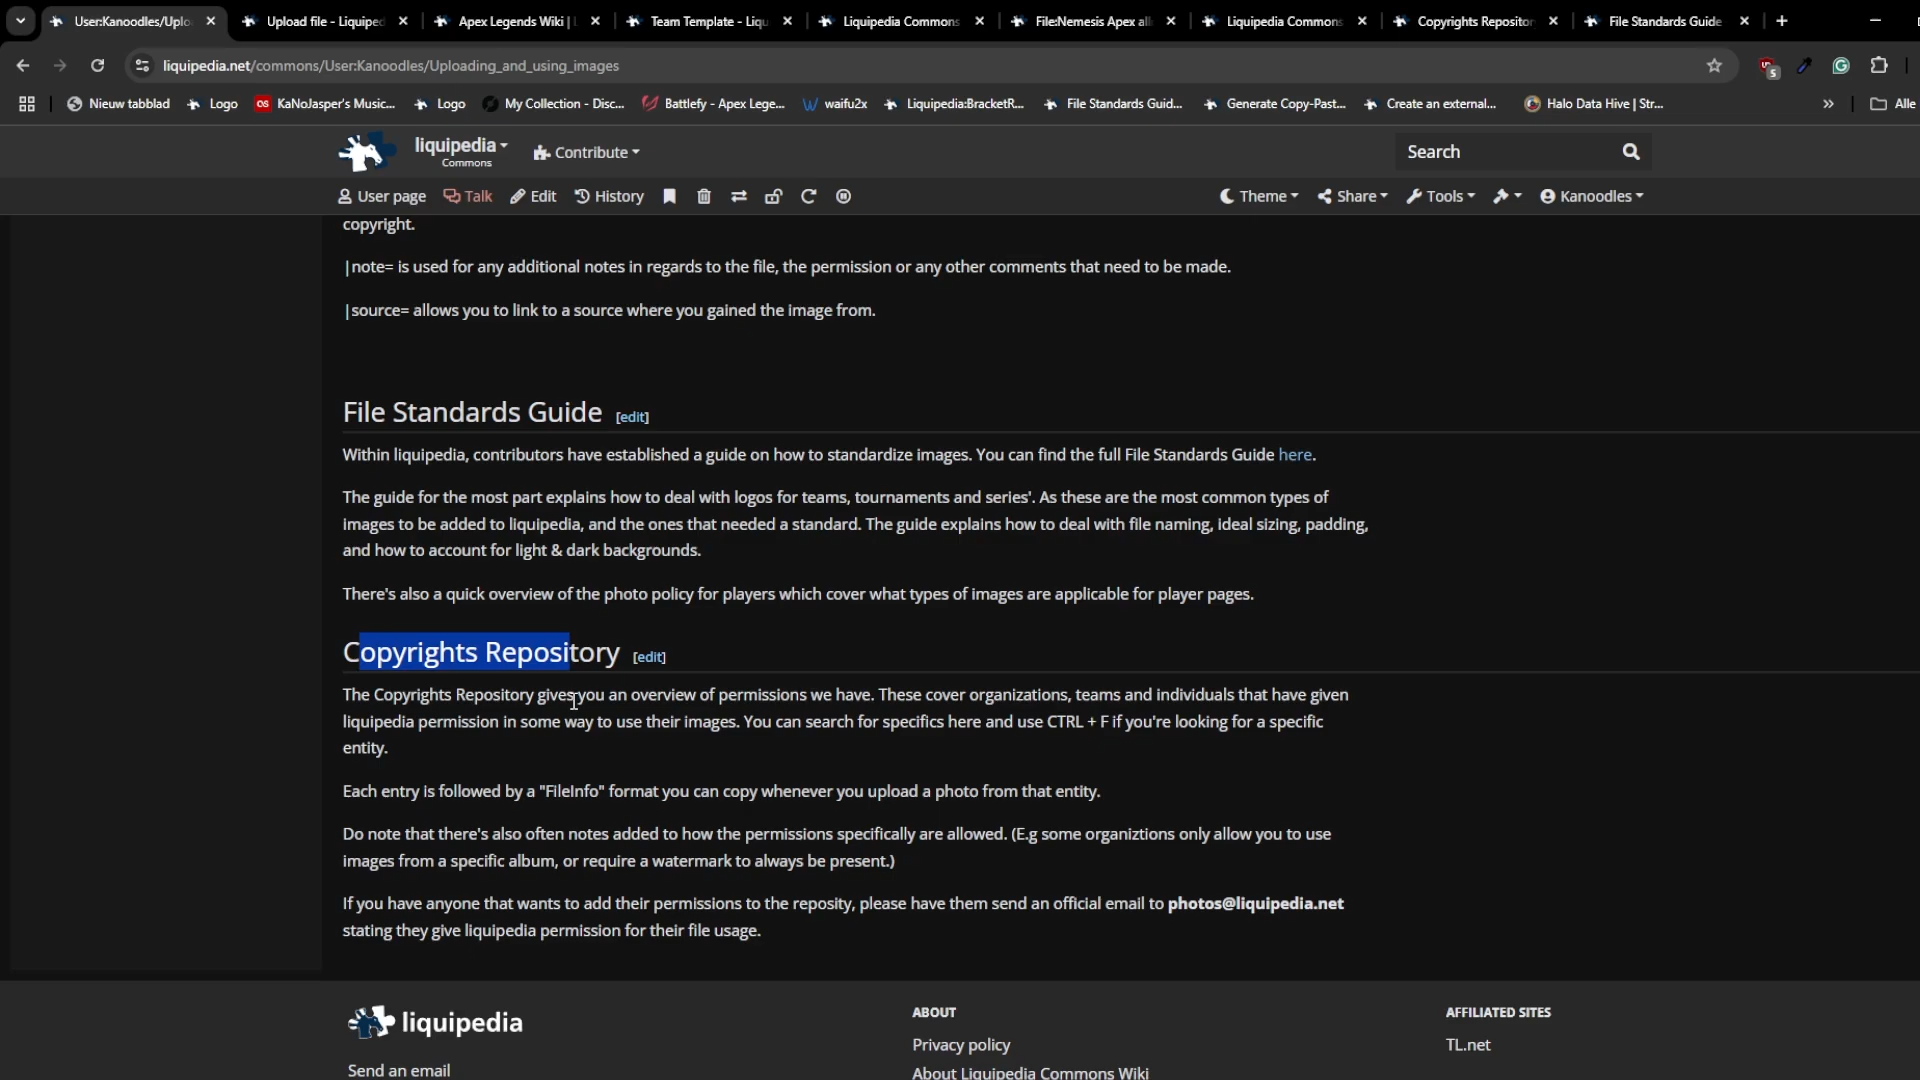 User:Kanoodles/Uplo
Upload file - Liquiped
Apex Legends Wiki |
Team Template - Liqu
Liquipedia Commons
File:Nemesis Apex all
Liquipedia Commons
Copyrights Repositor
File Standards Guide
liquipedia.net/commons/User:Kanoodles/Uploading_and_using_images
Nieuw tabblad
Logo
KaNoJasper's Music...
Logo
My Collection - Disc...
Battlefy - Apex Lege...
waifu2x
Liquipedia:BracketR...
File Standards Guid...
Generate Copy-Past...
Create an external...
Halo Data Hive | Str...
Alle
liquipedia
Commons
Contribute
Search
User page
Talk
Edit
History
Theme
Share
Tools
Kanoodles
copyright.
|note= is used for any additional notes in regards to the file, the permission or any other comments that need to be made.
|source= allows you to link to a source where you gained the image from.
File Standards Guide [edit]
Within liquipedia, contributors have established a guide on how to standardize images. You can find the full File Standards Guide here.
The guide for the most part explains how to deal with logos for teams, tournaments and series'. As these are the most common types of
images to be added to liquipedia, and the ones that needed a standard. The guide explains how to deal with file naming, ideal sizing, padding,
and how to account for light & dark backgrounds.
There's also a quick overview of the photo policy for players which cover what types of images are applicable for player pages.
Copyrights Repository [edit]
The Copyrights Repository gives you an overview of permissions we have. These cover organizations, teams and individuals that have given
liquipedia permission in some way to use their images. You can search for specifics here and use CTRL + F if you're looking for a specific
entity.
Each entry is followed by a "FileInfo" format you can copy whenever you upload a photo from that entity.
Do note that there's also often notes added to how the permissions specifically are allowed. (E.g some organiztions only allow you to use
images from a specific album, or require a watermark to always be present.)
If you have anyone that wants to add their permissions to the reposity, please have them send an official email to photos@liquipedia.net
stating they give liquipedia permission for their file usage.
liquipedia
Send an email
ABOUT
Privacy policy
About Liquipedia Commons Wiki
AFFILIATED SITES
TL.net